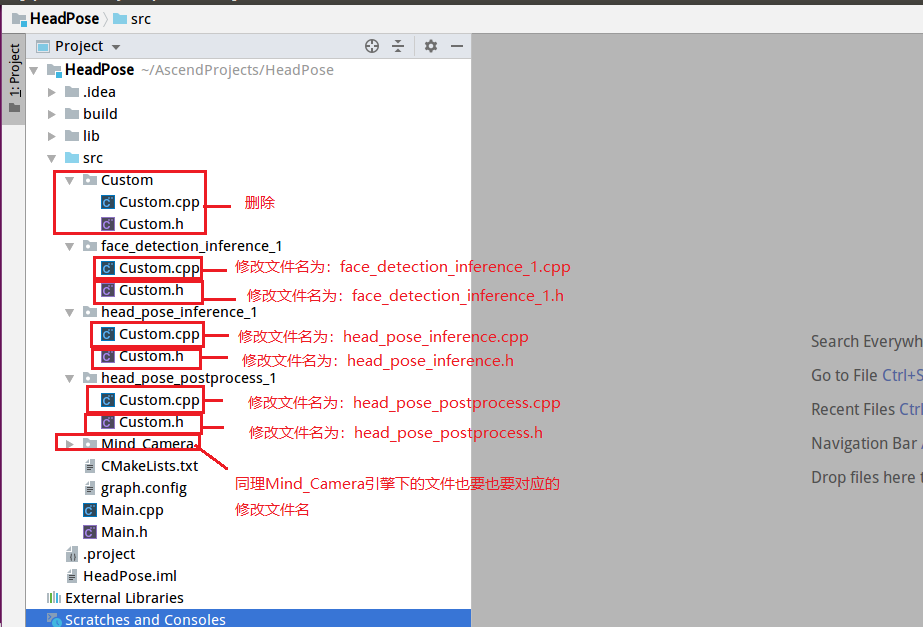 HeadPose src
Project
1: Project
HeadPose ~/AscendProjects/HeadPose
.idea
build
lib
src
Custom
Custom.cpp
删除
Custom.h
face_detection_inference_1
Custom.cpp
修改文件名为：face_detection_inference_1.cpp
Custom.h
修改文件名为：face_detection_inference_1.h
head_pose_inference_1
Custom.cpp
修改文件名为：head_pose_inference.cpp
Custom.h
修改文件名为：head_pose_inference.h
head_pose_postprocess_1
Custom.cpp
修改文件名为：head_pose_postprocess.cpp
Custom.h
修改文件名为：head_pose_postprocess.h
Mind_Camera
CMakeLists.txt
graph.config
同理Mind_Camera引擎下的文件也要也要对应的
修改文件名
Main.cpp
Main.h
.project
HeadPose.iml
External Libraries
Scratches and Consoles
Search Everywh
Go to File Ctrl+S
Recent Files Ctrl
Navigation Bar
Drop files here t